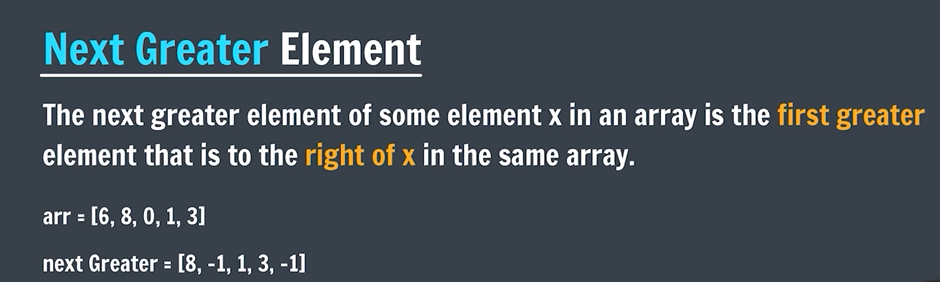 Next Greater Element
The next greater element of some element x in an array is the first greater
element that is to the right of x in the same array.
arr = [6, 8, 0, 1, 3]
next Greater = [8, -1, 1, 3, -1]